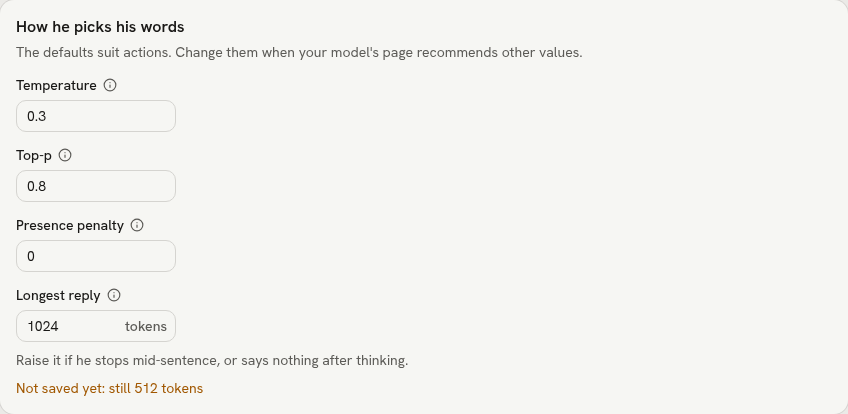 How he picks his words
The defaults suit actions. Change them when your model's page recommends other values.
Temperature
0.3
Top-p
0.8
Presence penalty
0
Longest reply
1024 tokens
Raise it if he stops mid-sentence, or says nothing after thinking.
Not saved yet: still 512 tokens